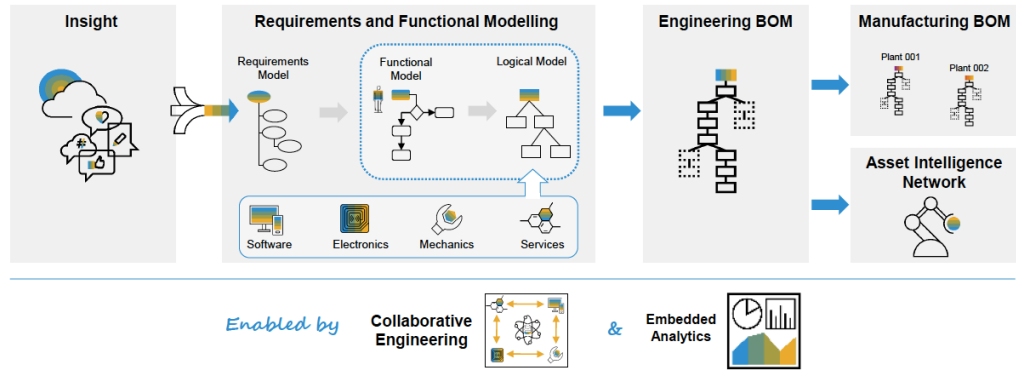 Insight
Requirements and Functional Modelling
Requirements
Model
Functional
Model
Logical Model
Software
Electronics
Mechanics
Services
Engineering BOM
Manufacturing BOM
Plant 001
Plant 002
Asset Intelligence
Network
Enabled by
Collaborative
Engineering
&
Embedded
Analytics